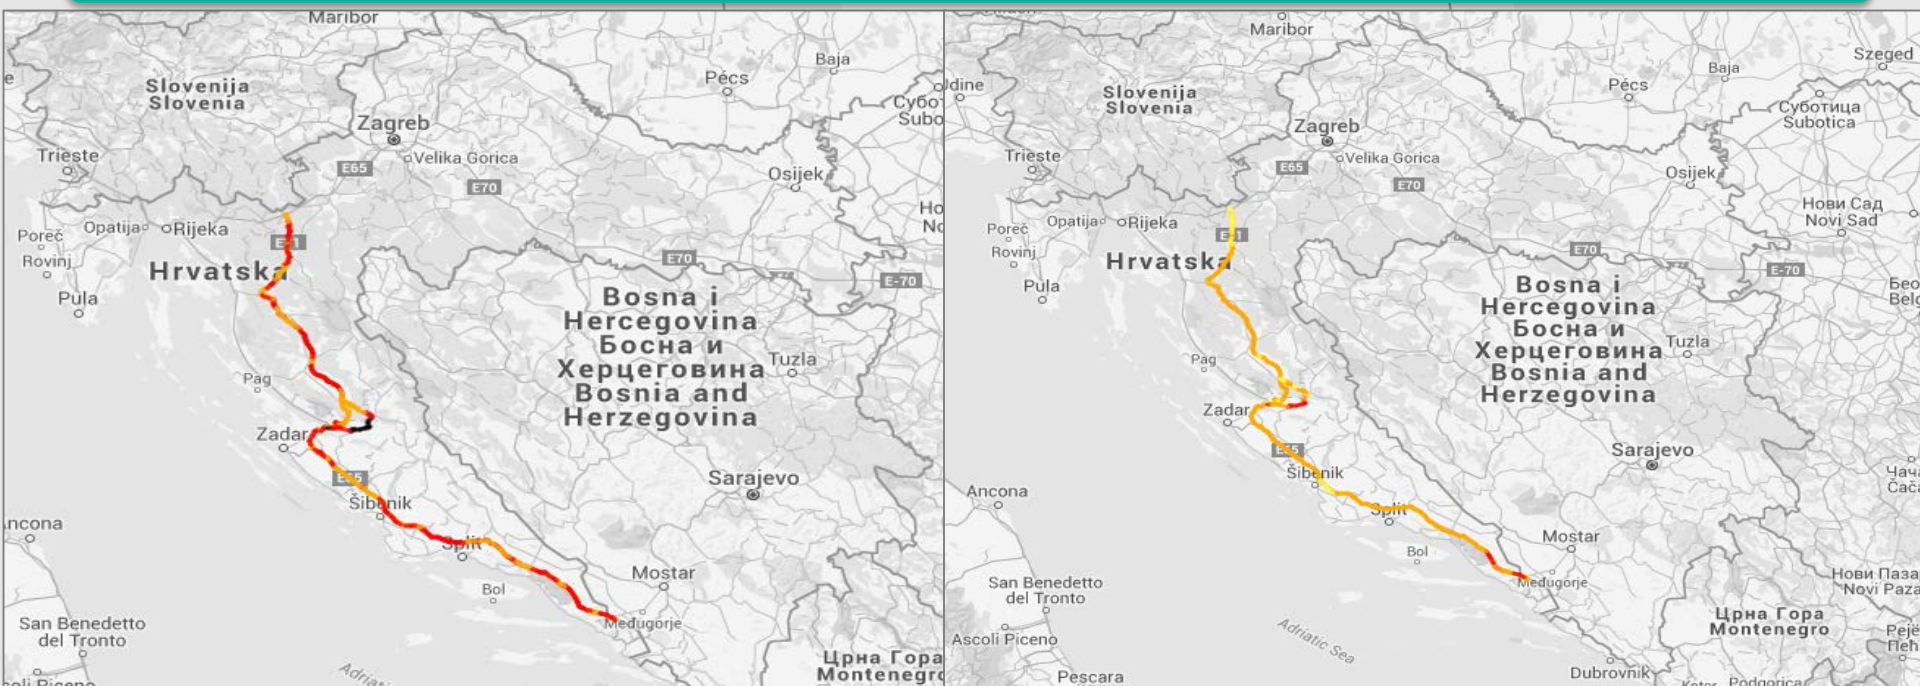 Maribor
Slovenija
Slovenia
Zagreb
Velika Gorica
E65
E70
Trieste
Pécs
Baja
Osijek
Opatija
Rijeka
Poreč
Rovinj
Pula
Hrvatska
E70
E-70
Bosna i
Hercegovina
Босна и
Херцеговина
Bosnia and
Herzegovina
Tuzla
Pag
Zadar
Šibenik
Sarajevo
Split
Bol
Mostar
Međugorje
San Benedetto
del Tronto
Црна Гора
Montenegro
Maribor
Slovenija
Slovenia
Zagreb
Velika Gorica
E65
E70
Trieste
Pécs
Baja
Szeged
Суботица
Subotica
Osijek
Нови Сад
Novi Sad
Opatija
Rijeka
Poreč
Rovinj
Pula
Hrvatska
E70
E-70
Bosna i
Hercegovina
Босна и
Херцеговина
Bosnia and
Herzegovina
Tuzla
Pag
Zadar
Šibenik
Sarajevo
Ancona
Split
Bol
Mostar
Međugorje
San Benedetto
del Tronto
Ascoli Piceno
Pescara
Adriatic Sea
Црна Гора
Montenegro
Dubrovnik